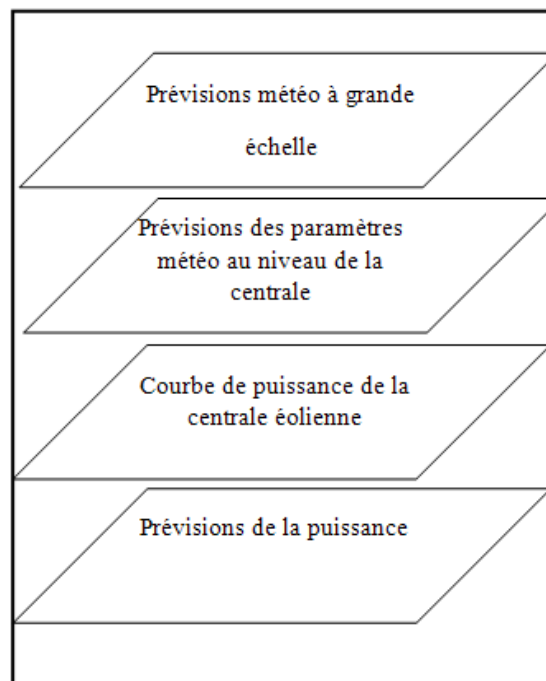 Prévisions météo à grande
échelle
Prévisions des paramètres
météo au niveau de la
centrale
Courbe de puissance de la
centrale éolienne
Prévisions de la puissance